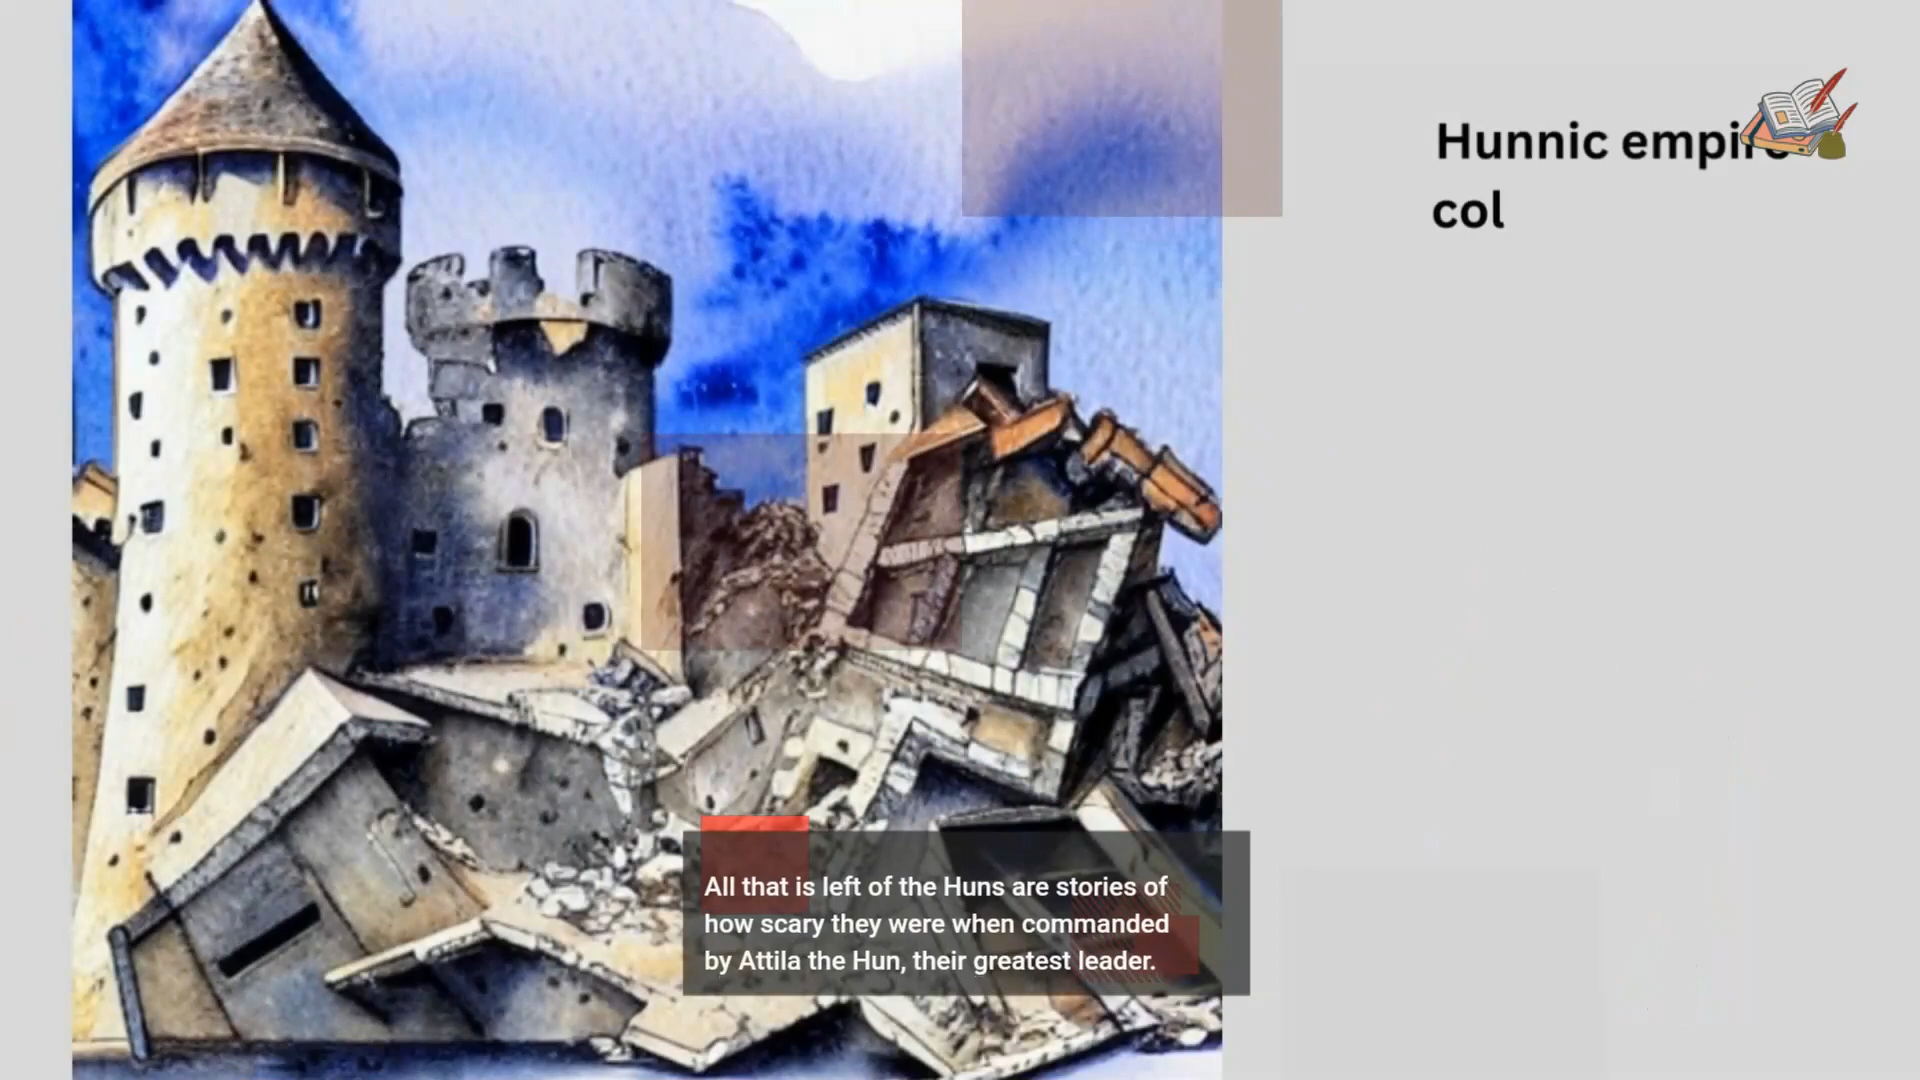 Hunnic empire
col
All that is left of the Huns are stories of
how scary they were when commanded
by Attila the Hun, their greatest leader.